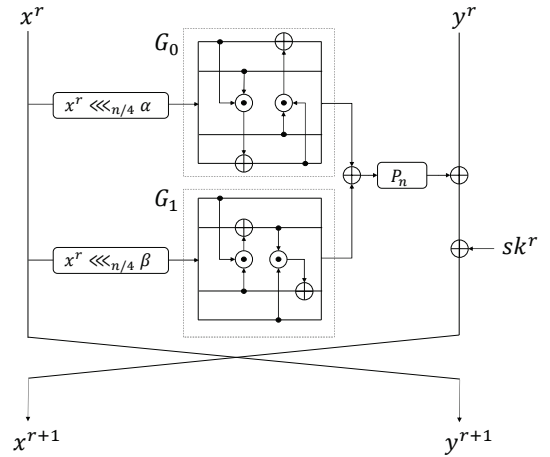 x^r y^r
G_0
x^r ⋘_{n/4} α
P_n
G_1
x^r ⋘_{n/4} β
sk^r
x^{r+1} y^{r+1}